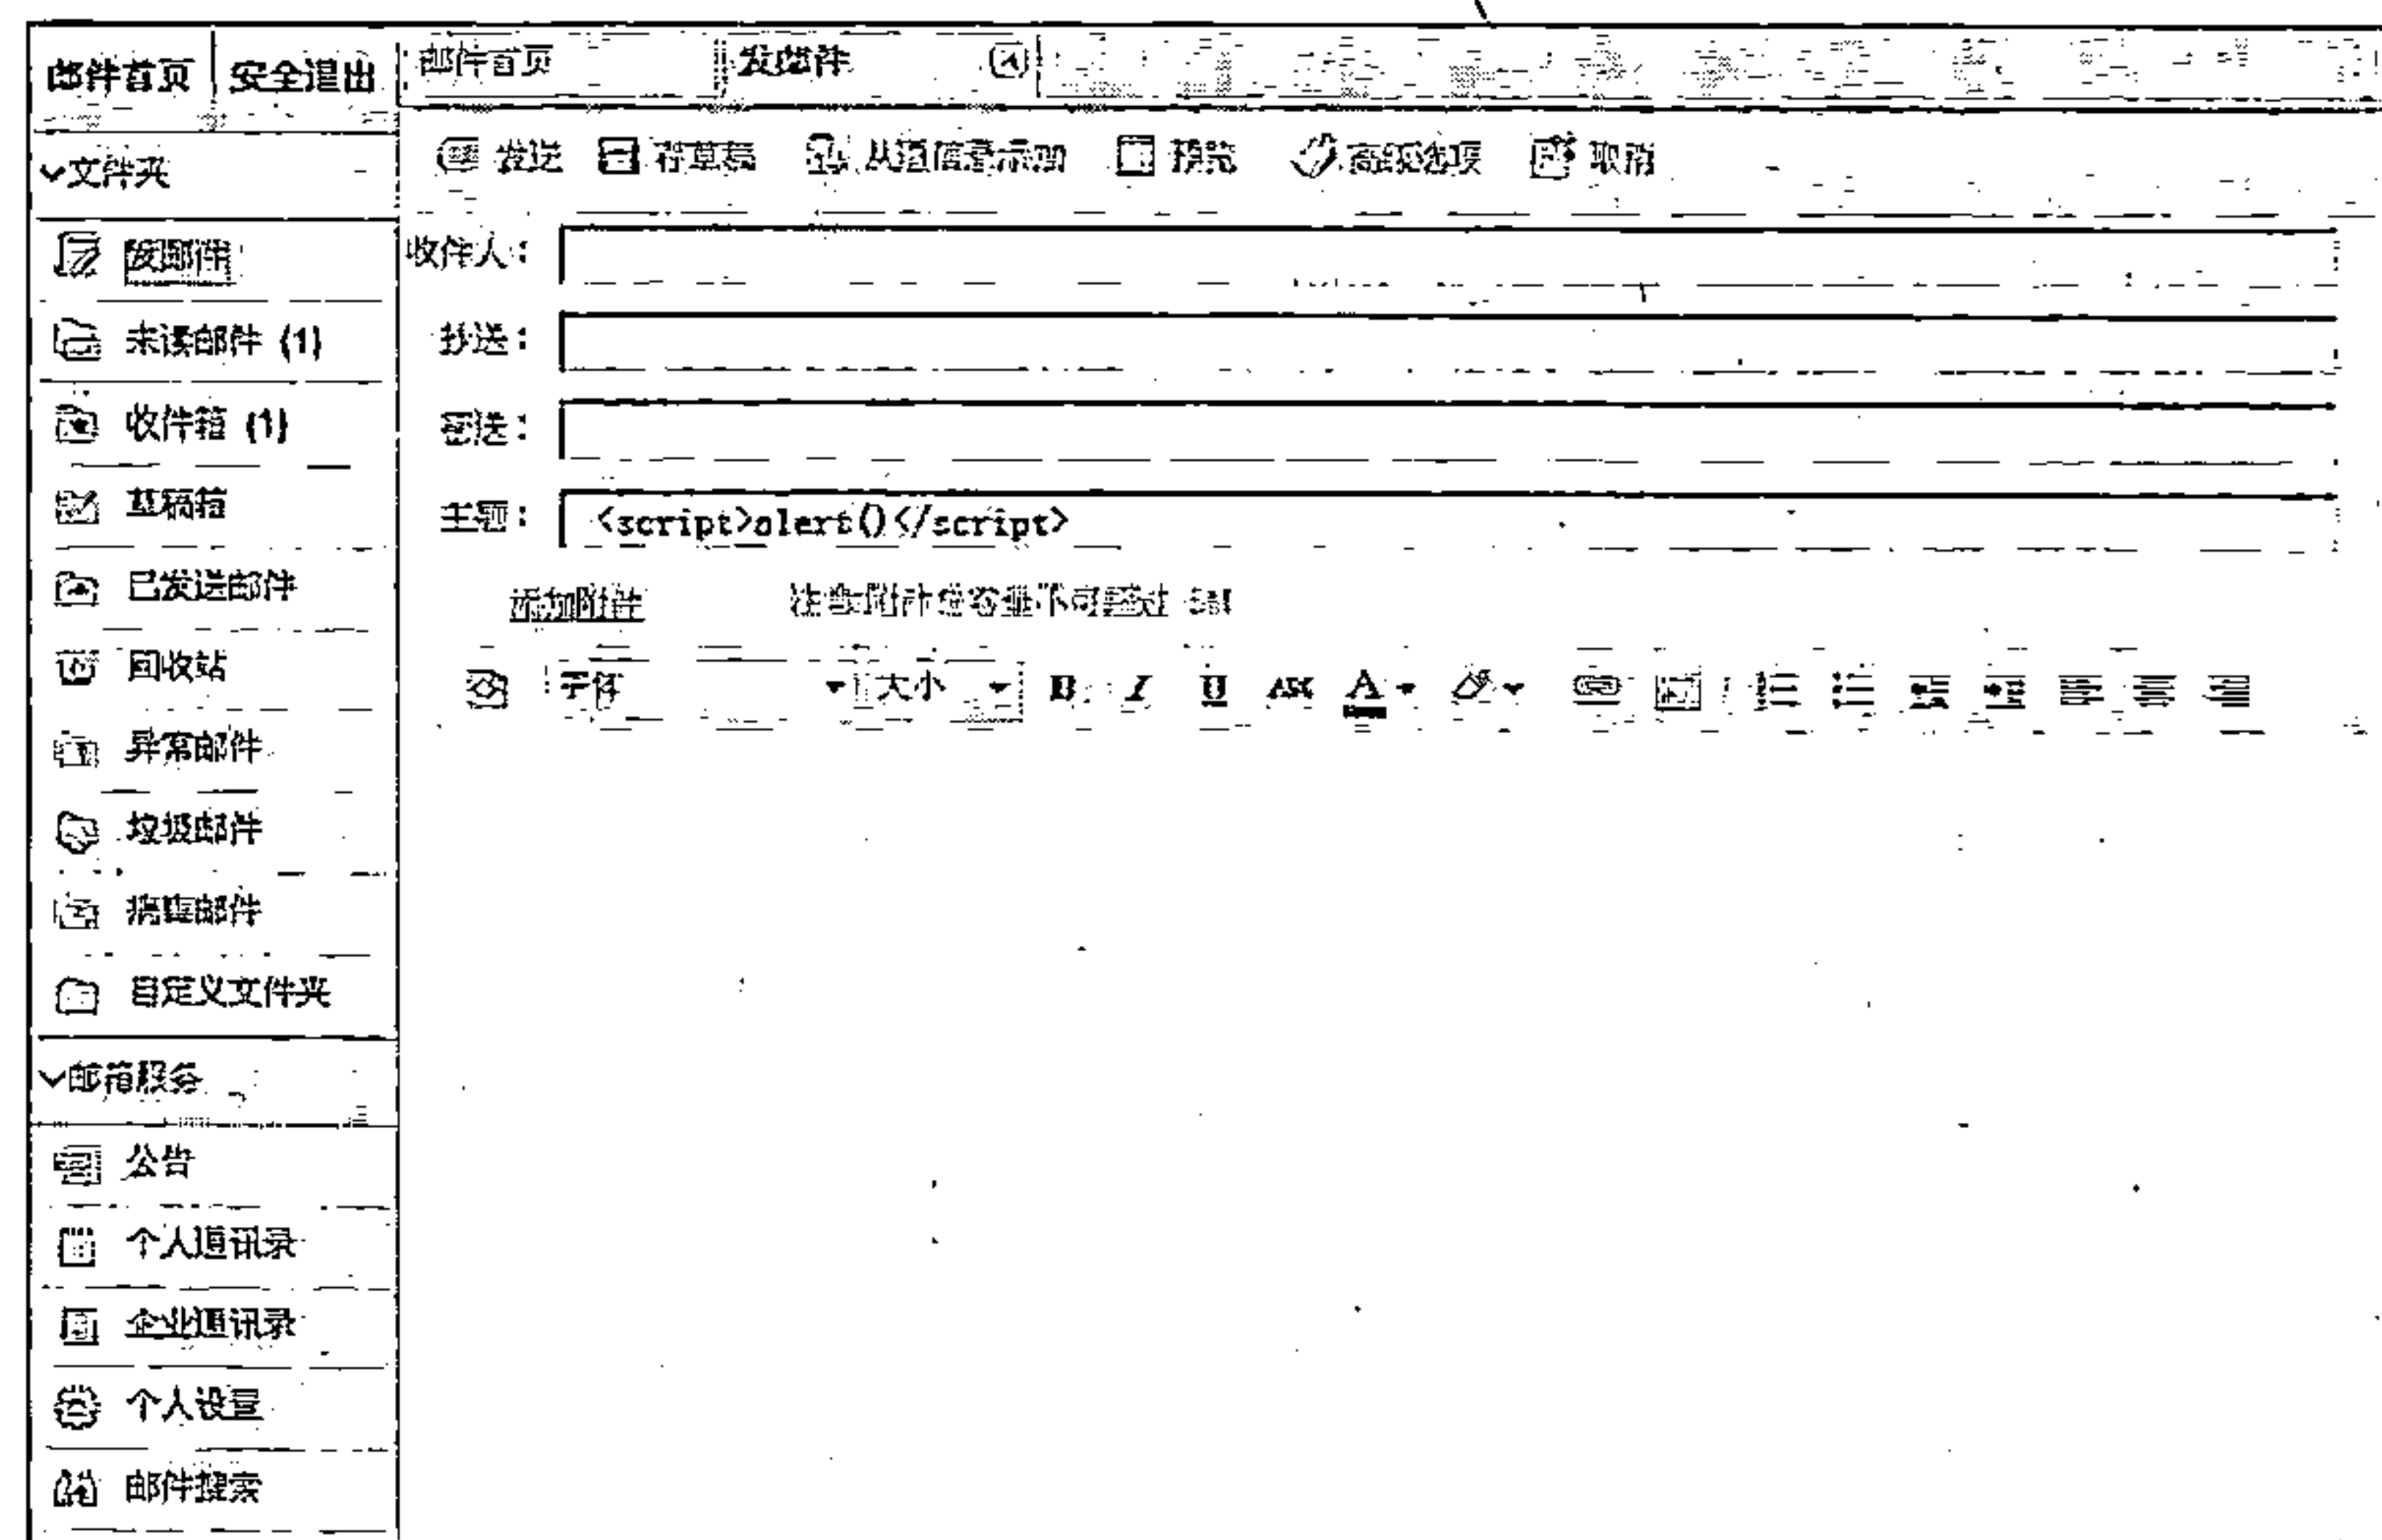 邮件首页 安全退出 邮件首页 发邮件
文件夹
发送 存草稿 从通信录添加 预览 高级选项 取消
发邮件
收件人：
未读邮件 (1)
抄送：
收件箱 (1)
密送：
草稿箱
主题： <script>alert()</script>
已发送邮件
添加附件
回收站
字体 大小 B I U ABC A
异常邮件
垃圾邮件
病毒邮件
自定义文件夹
邮箱服务
公告
个人通讯录
企业通讯录
个人设置
邮件搜索